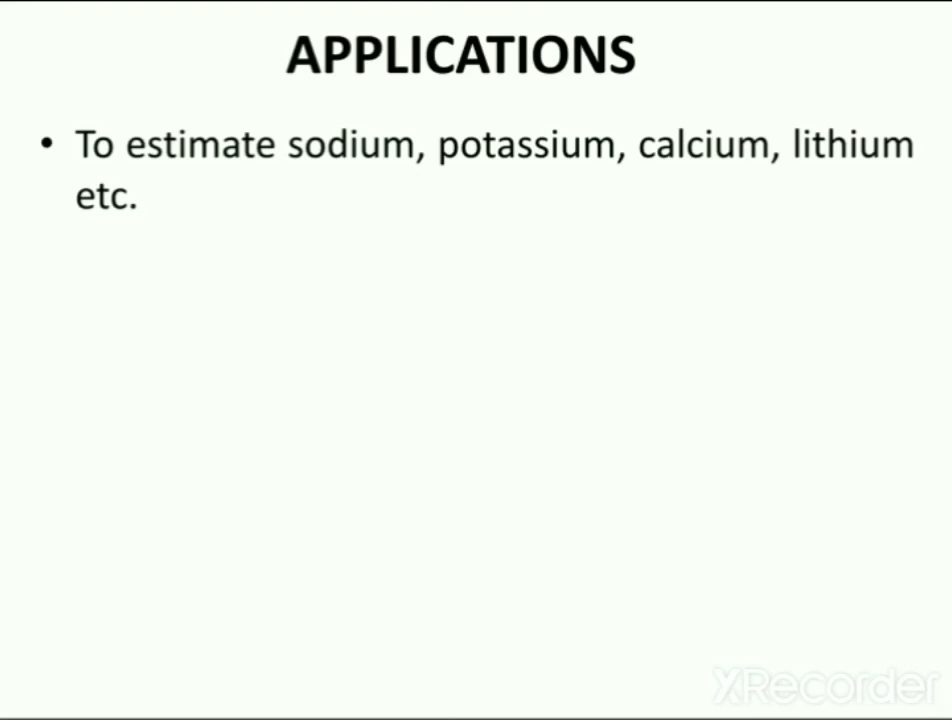 APPLICATIONS
• To estimate sodium, potassium, calcium, lithium
etc.
XRecorder